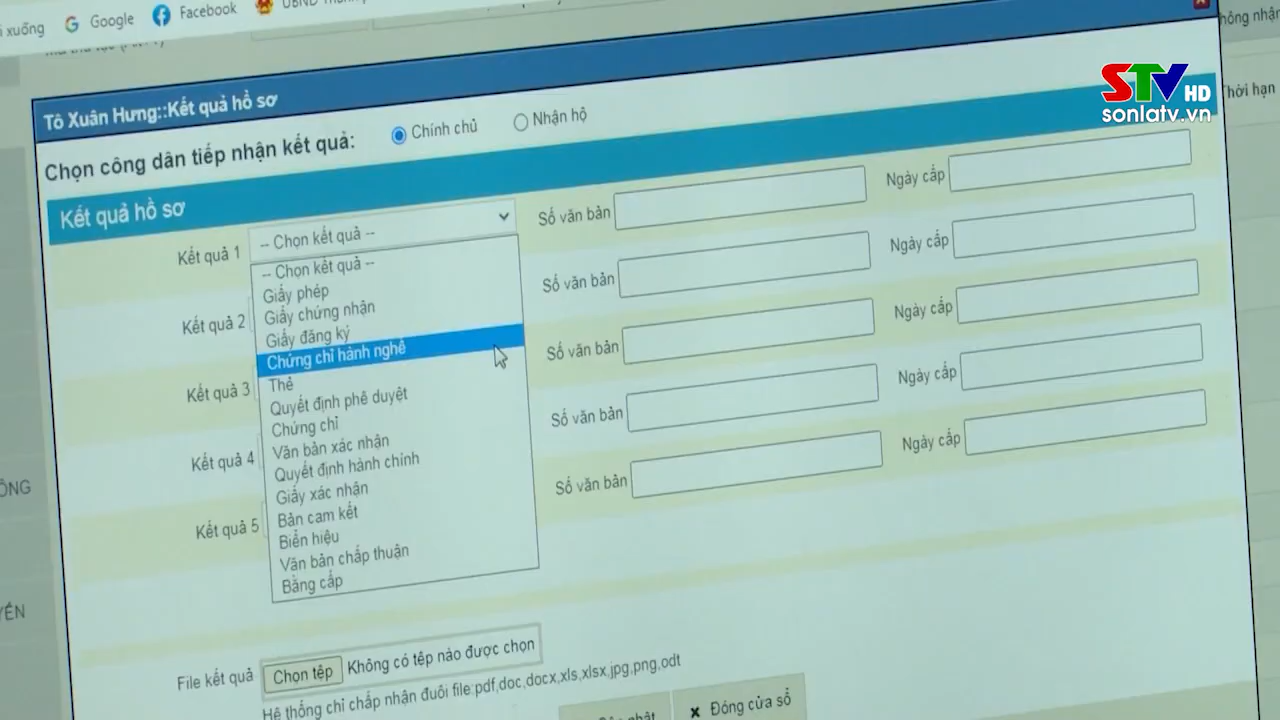 xuống Google Facebook UBND
STV HD
sonlatv.vn
Tô Xuân Hưng::Kết quả hồ sơ
Thời hạn
Chọn công dân tiếp nhận kết quả: Chính chủ Nhận hộ
Kết quả hồ sơ
Kết quả 1 -- Chọn kết quả -- Số văn bản Ngày cấp
-- Chọn kết quả --
Giấy phép
Giấy chứng nhận
Giấy đăng ký
Chứng chỉ hành nghề
Thẻ
Quyết định phê duyệt
Chứng chỉ
Văn bản xác nhận
Quyết định hành chính
Giấy xác nhận
Bản cam kết
Biển hiệu
Văn bản chấp thuận
Bằng cấp
Kết quả 2 Số văn bản Ngày cấp
Kết quả 3 Số văn bản Ngày cấp
Kết quả 4 Số văn bản Ngày cấp
Kết quả 5 Số văn bản Ngày cấp
File kết quả Chọn tệp Không có tệp nào được chọn
Hệ thống chỉ chấp nhận đuôi file:pdf,doc,docx,xls,xlsx,jpg,png,odt
Đóng cửa sổ